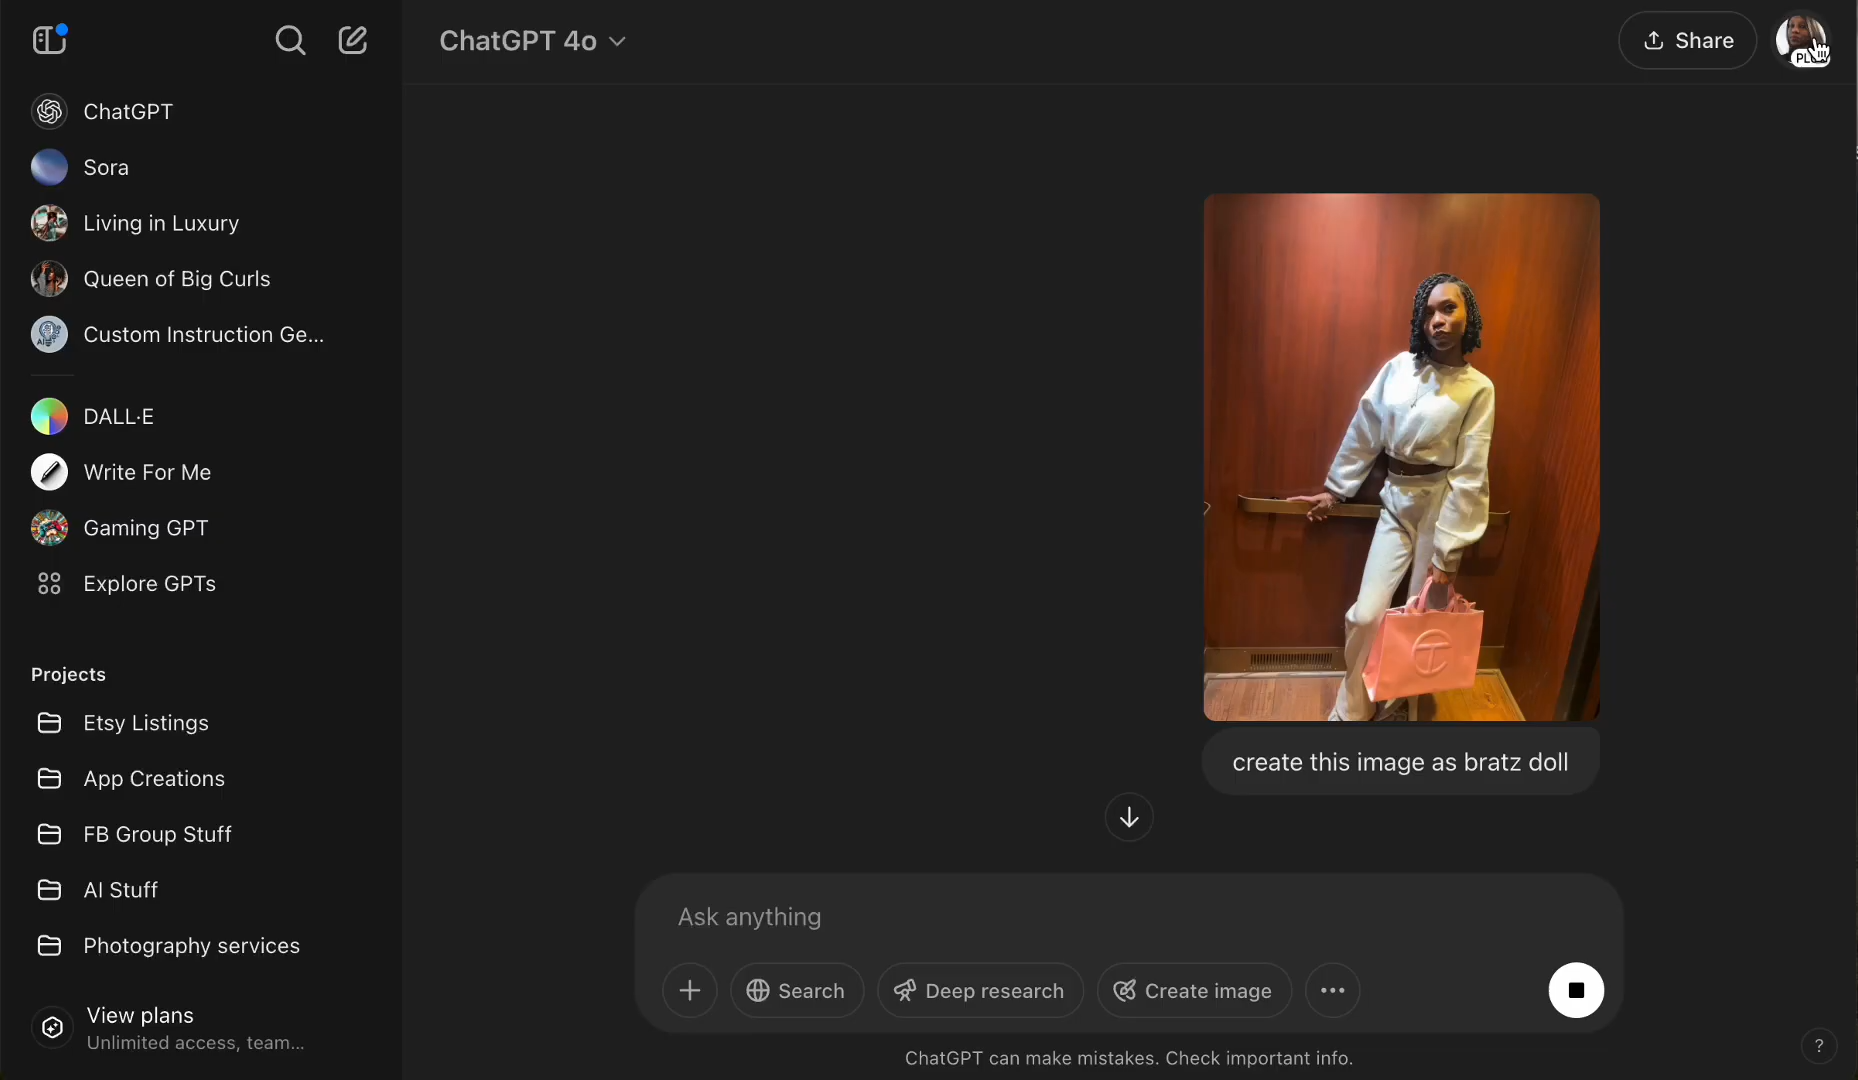 ChatGPT
Sora
Living in Luxury
Queen of Big Curls
Custom Instruction Ge...
DALL·E
Write For Me
Gaming GPT
Explore GPTs
Projects
Etsy Listings
App Creations
FB Group Stuff
AI Stuff
Photography services
View plans
Unlimited access, team...
ChatGPT 4o
Share
create this image as bratz doll
Ask anything
Search
Deep research
Create image
ChatGPT can make mistakes. Check important info.
?